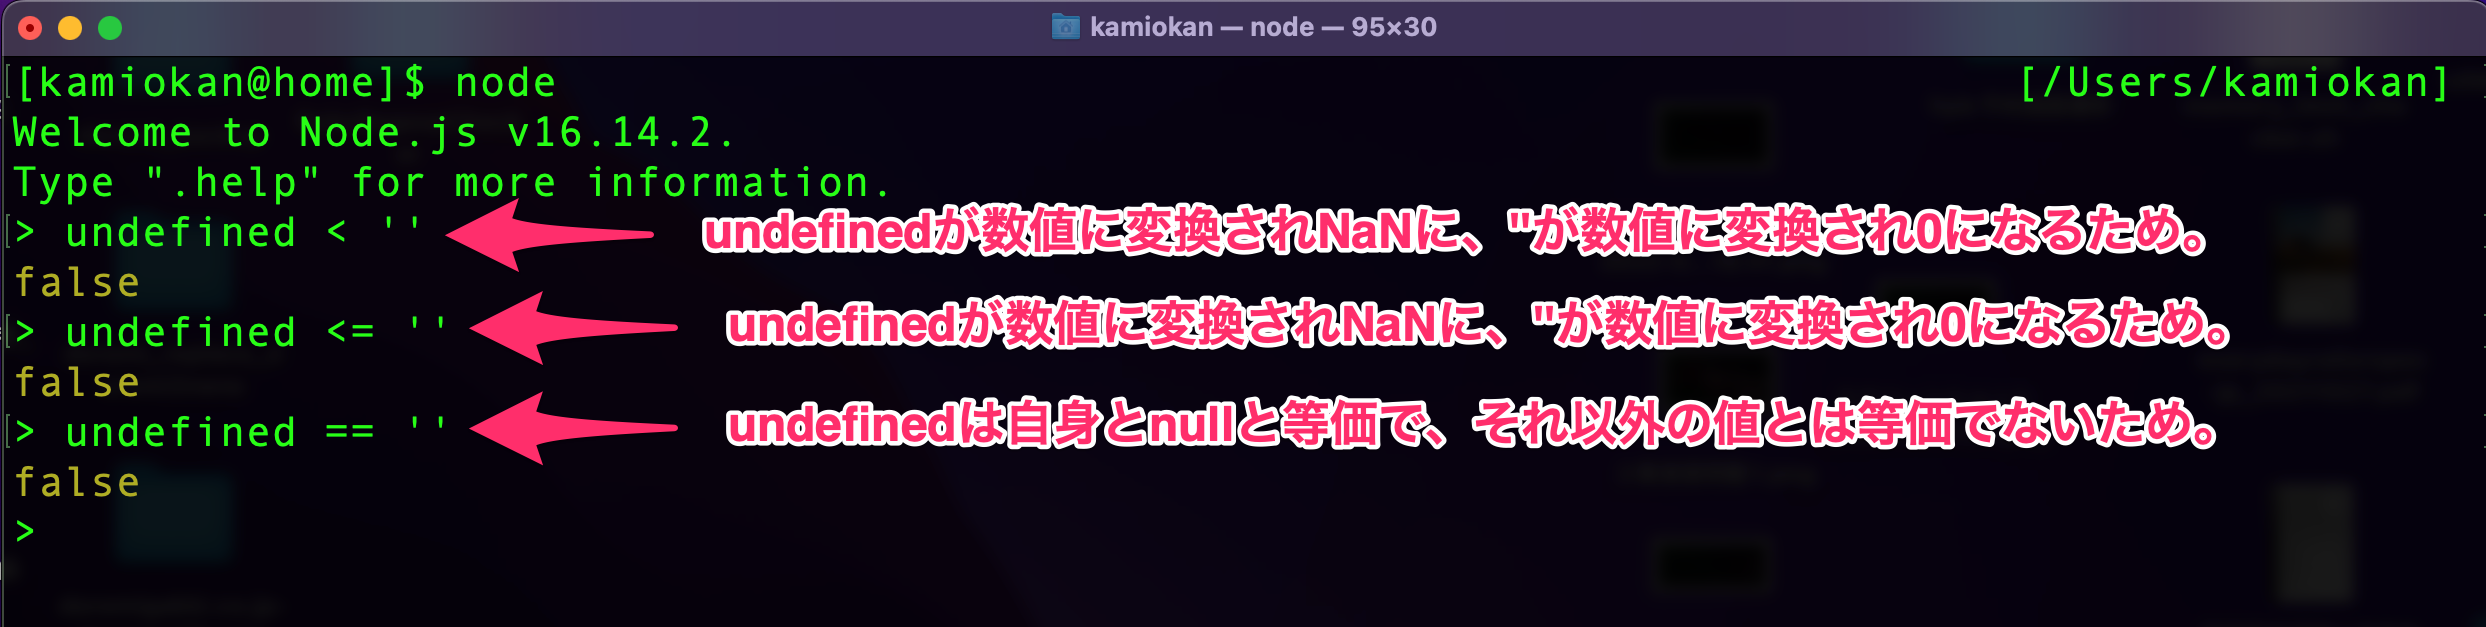 kamiokan — node — 95×30
[kamiokan@home]$ node [/Users/kamiokan]
Welcome to Node.js v16.14.2.
Type ".help" for more information.
> undefined < '' undefinedが数値に変換されNaNに、''が数値に変換され0になるため。
false
> undefined <= '' undefinedが数値に変換されNaNに、''が数値に変換され0になるため。
false
> undefined == '' undefinedは自身とnullと等価で、それ以外の値とは等価でないため。
false
>